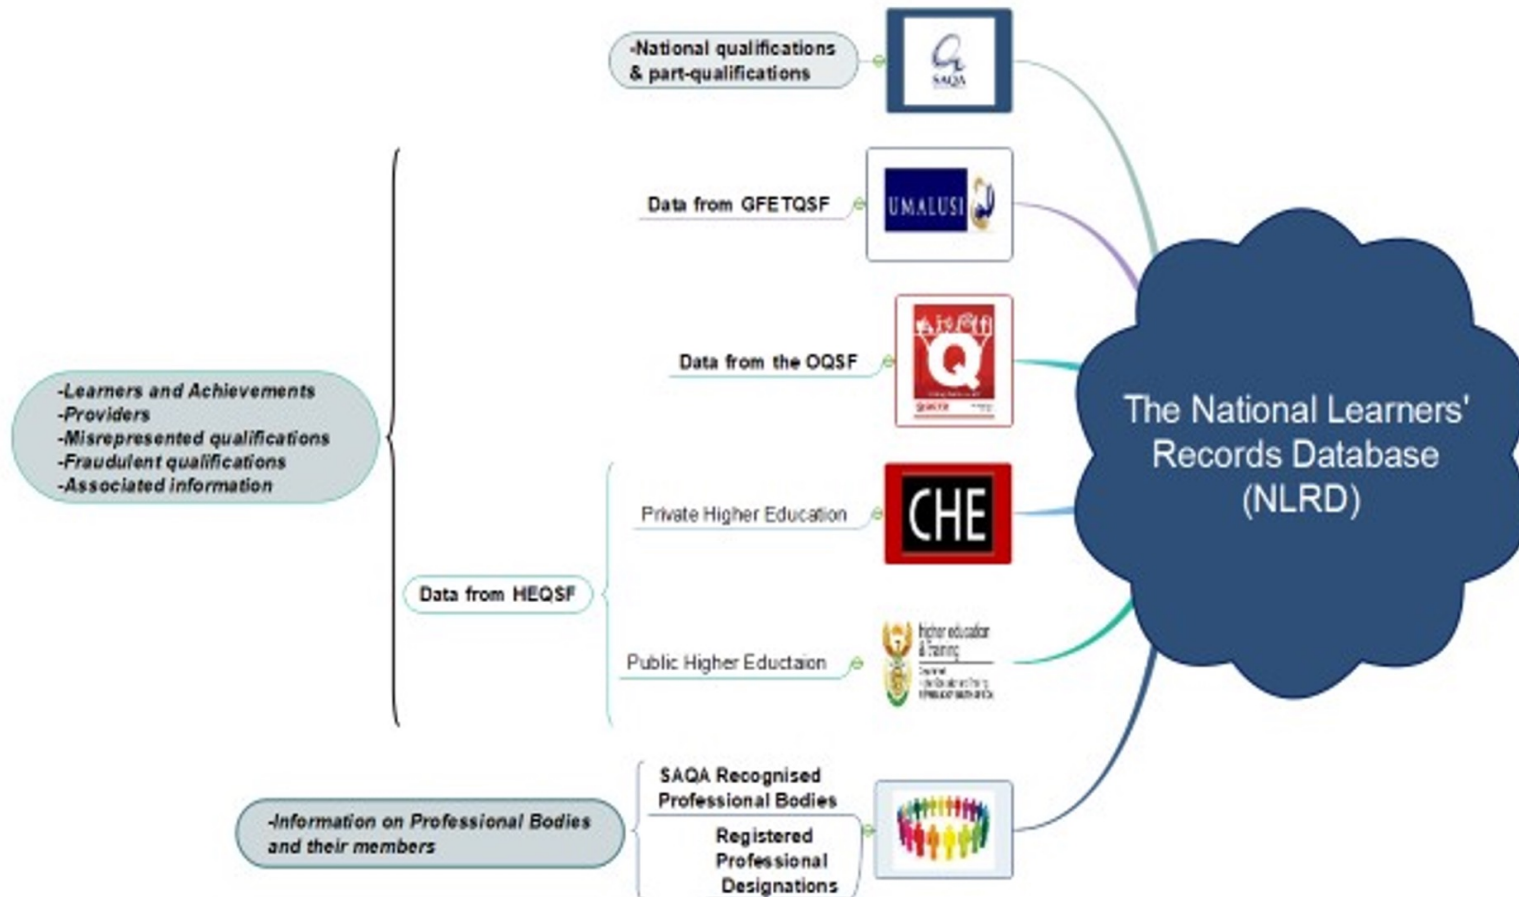 -National qualifications
& part-qualifications
SAQA
Data from GFETQSF
UMALUSI
Data from the OQSF
Q
-Learners and Achievements
-Providers
-Misrepresented qualifications
-Fraudulent qualifications
-Associated information
Private Higher Education
CHE
Data from HEQSF
Public Higher Eductaion
higher education
& training
The National Learners'
Records Database
(NLRD)
SAQA Recognised
Professional Bodies
Registered
Professional
Designations
-Information on Professional Bodies
and their members